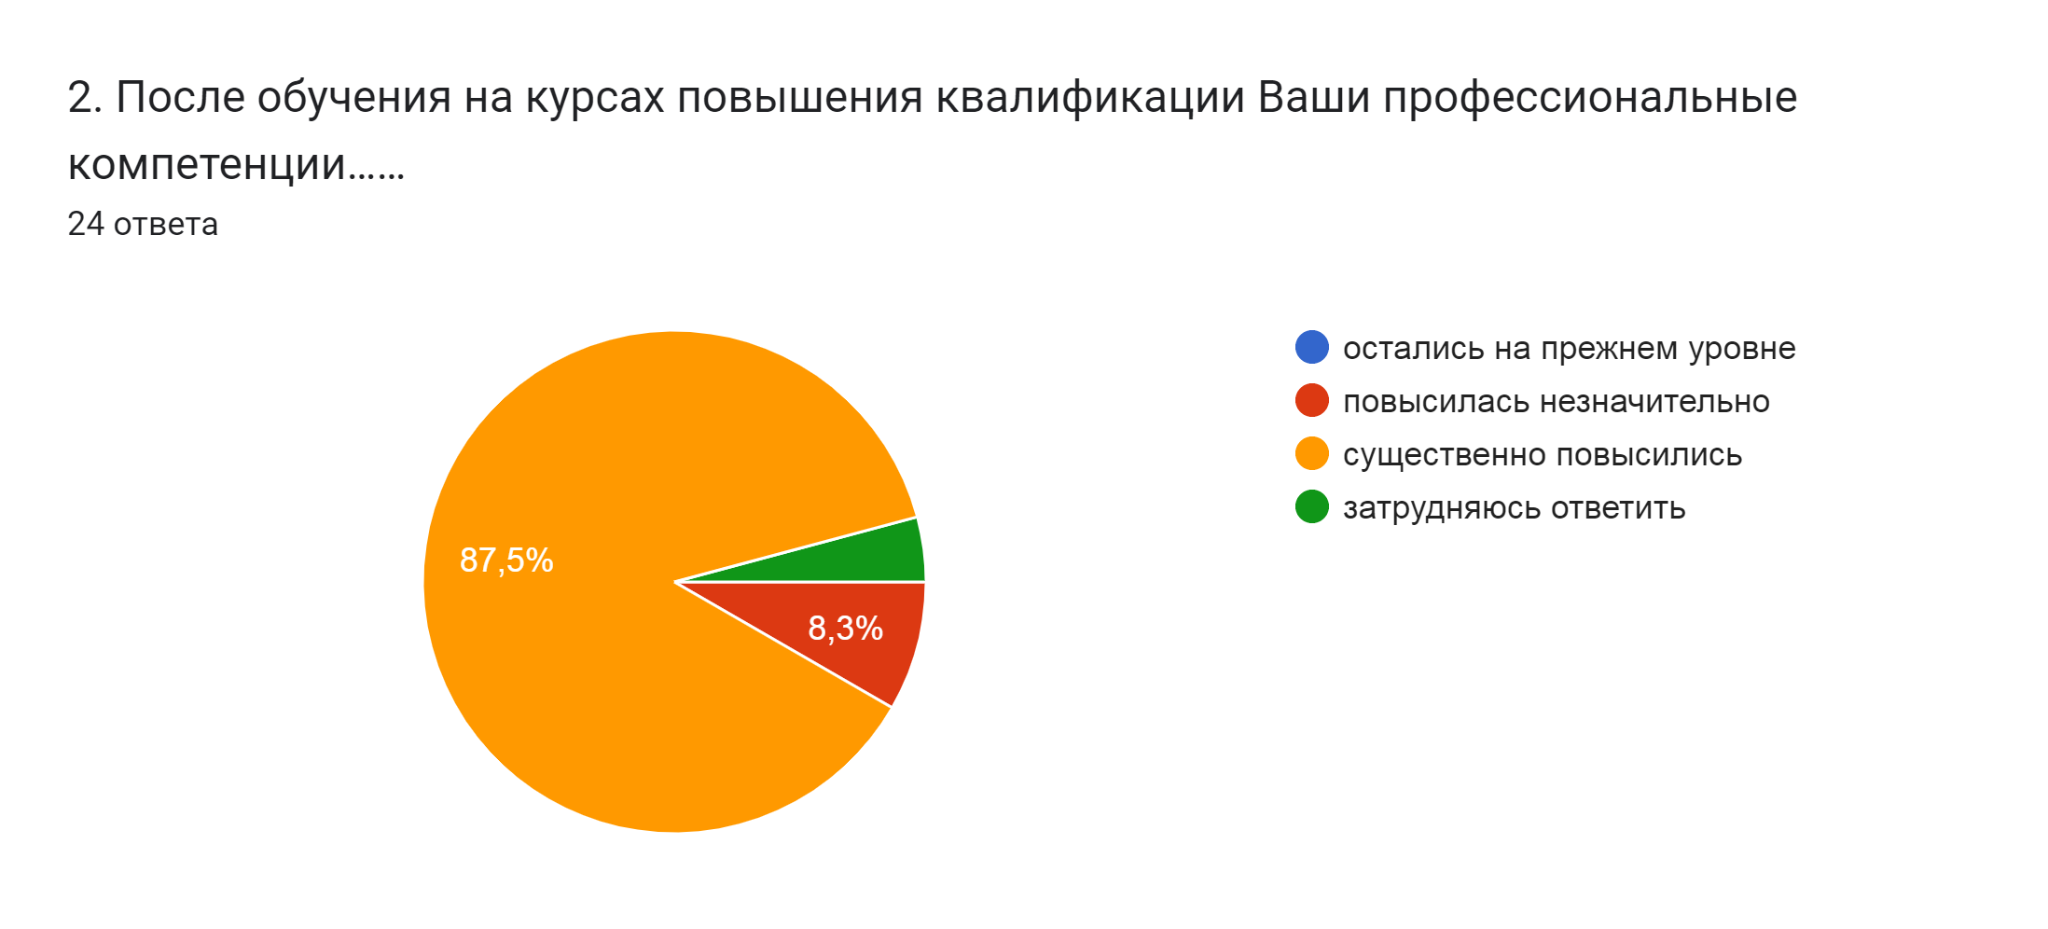 2. После обучения на курсах повышения квалификации Ваши профессиональные
компетенции......
24 ответа
остались на прежнем уровне
повысилась незначительно
существенно повысились
затрудняюсь ответить
87,5%
8,3%